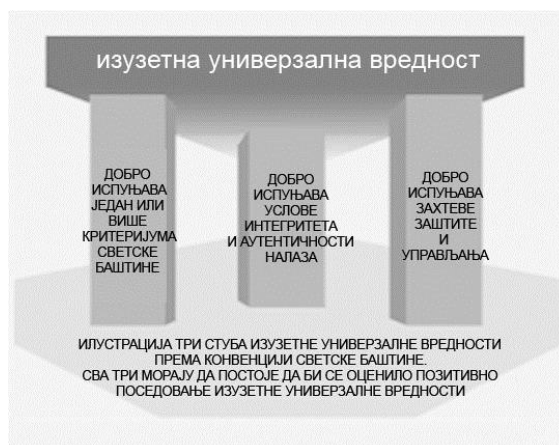 изузетна универзална вредност
ДОБРО
ИСПУЊАВА
ЈЕДАН ИЛИ
ВИШЕ
КРИТЕРИЈУМА
СВЕТСКЕ
БАШТИНЕ
ДОБРО
ИСПУЊАВА
УСЛОВЕ
ИНТЕГРИТЕТА
И АУТЕНТИЧНОСТИ
НАЛАЗА
ДОБРО
ИСПУЊАВА
ЗАХТЕВЕ
ЗАШТИТЕ
И
УПРАВЉАЊА
ИЛУСТРАЦИЈА ТРИ СТУБА ИЗУЗЕТНЕ УНИВЕРЗАЛНЕ ВРЕДНОСТИ
ПРЕМА КОНВЕНЦИЈИ СВЕТСКЕ БАШТИНЕ.
СВА ТРИ МОРАЈУ ДА ПОСТОЈЕ ДА БИ СЕ ОЦЕНИЛО ПОЗИТИВНО
ПОСЕДОВАЊЕ ИЗУЗЕТНЕ УНИВЕРЗАЛНЕ ВРЕДНОСТИ